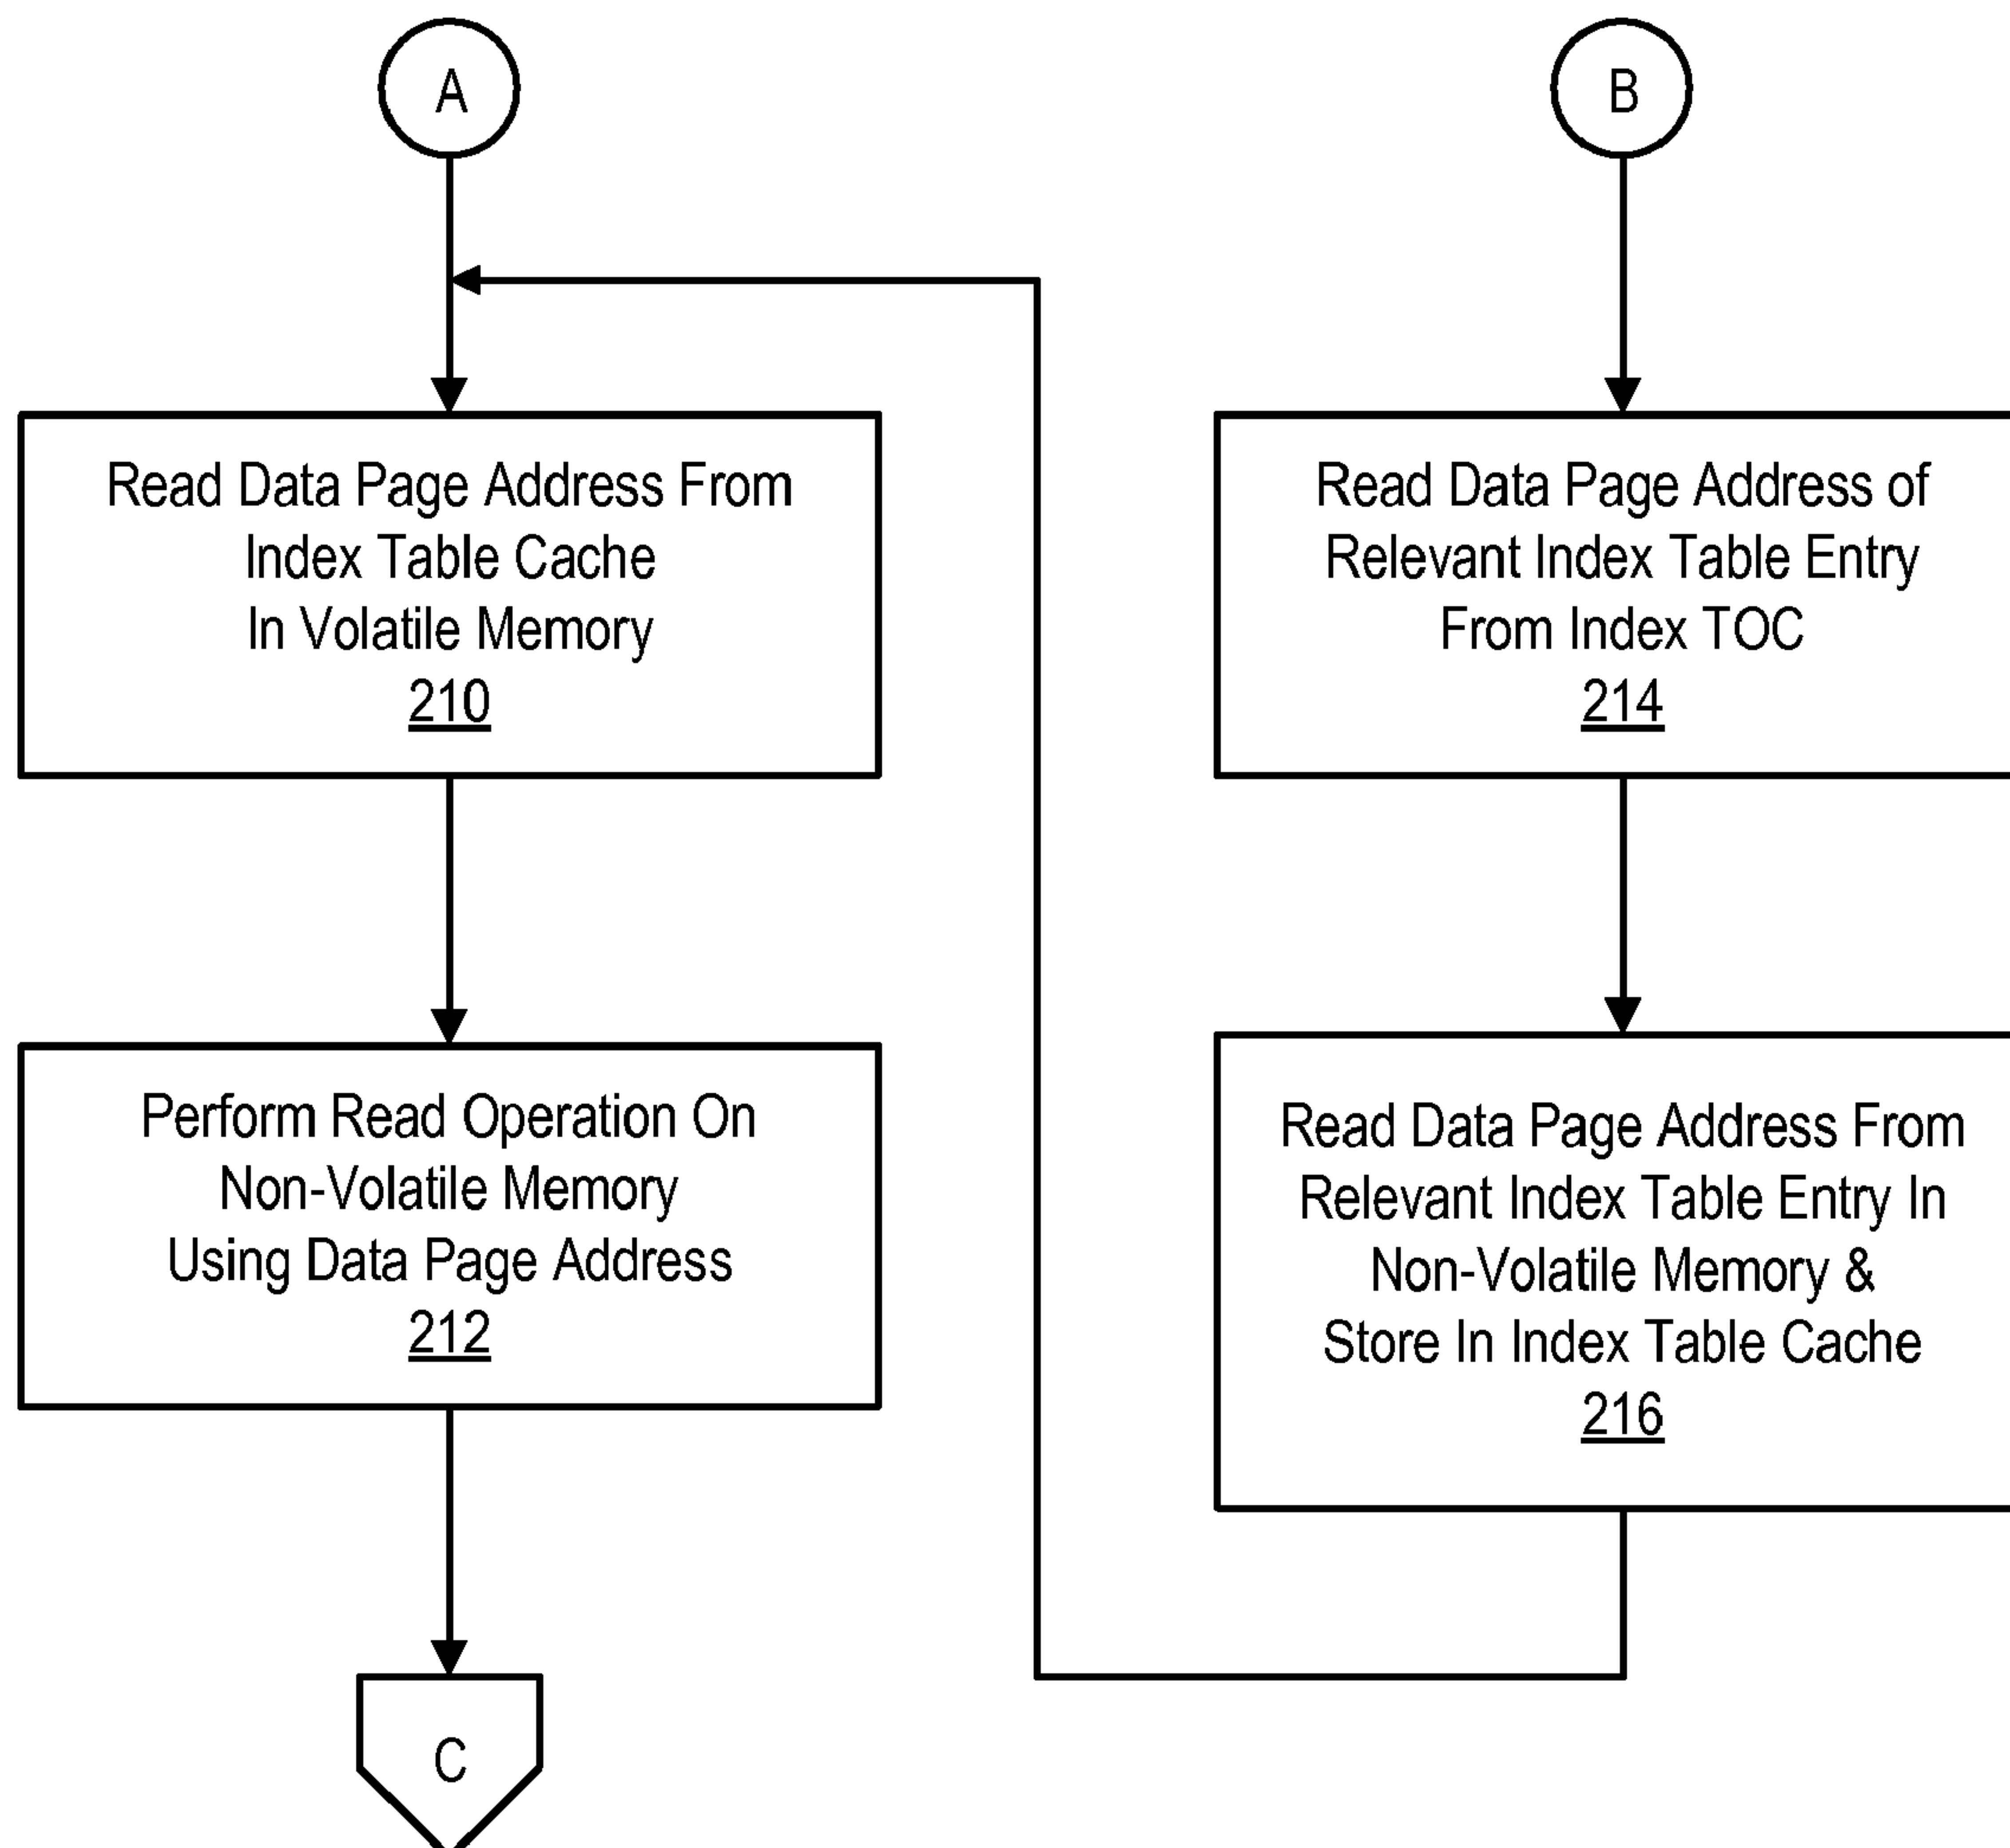 A
Read Data Page Address From
Index Table Cache
In Volatile Memory
210
Perform Read Operation On
Non-Volatile Memory
Using Data Page Address
212
C
B
Read Data Page Address of
Relevant Index Table Entry
From Index TOC
214
Read Data Page Address From
Relevant Index Table Entry In
Non-Volatile Memory &
Store In Index Table Cache
216